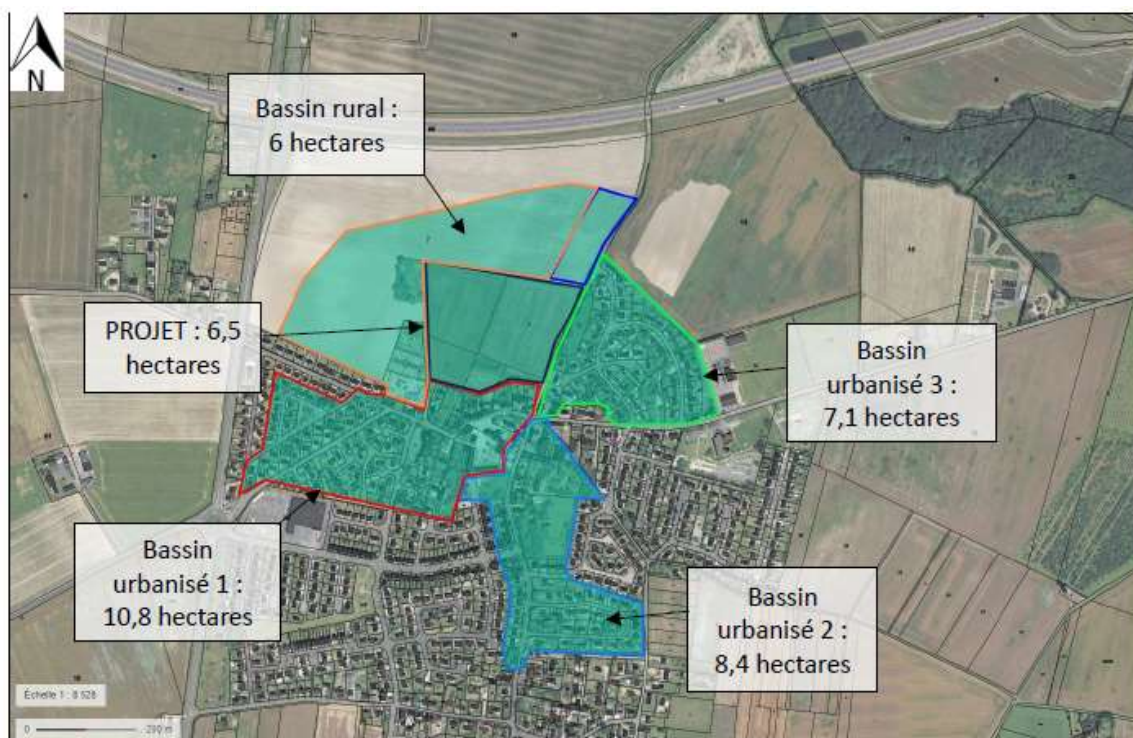 N
Bassin rural :
6 hectares
PROJET : 6,5
hectares
Bassin
urbanisé 3 :
7,1 hectares
Bassin
urbanisé 1 :
10,8 hectares
Bassin
urbanisé 2 :
8,4 hectares
Échelle 1 : 8 528
0 200 m